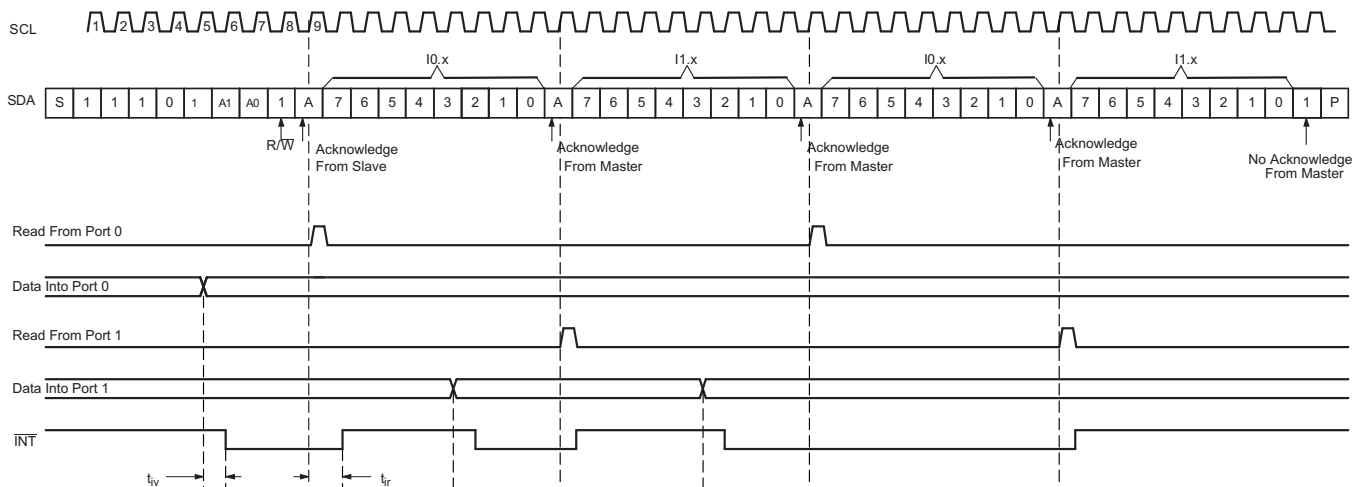 SCL 1 2 3 4 5 6 7 8 9
I0.x I1.x I0.x I1.x
SDA S 1 1 1 0 1 A1 A0 1 A 7 6 5 4 3 2 1 0 A 7 6 5 4 3 2 1 0 A 7 6 5 4 3 2 1 0 A 7 6 5 4 3 2 1 0 1 P
R/W̅
Acknowledge
From Slave
Acknowledge
From Master
Acknowledge
From Master
Acknowledge
From Master
No Acknowledge
From Master
Read From Port 0
Data Into Port 0
Read From Port 1
Data Into Port 1
I̅N̅T̅
tiv tir